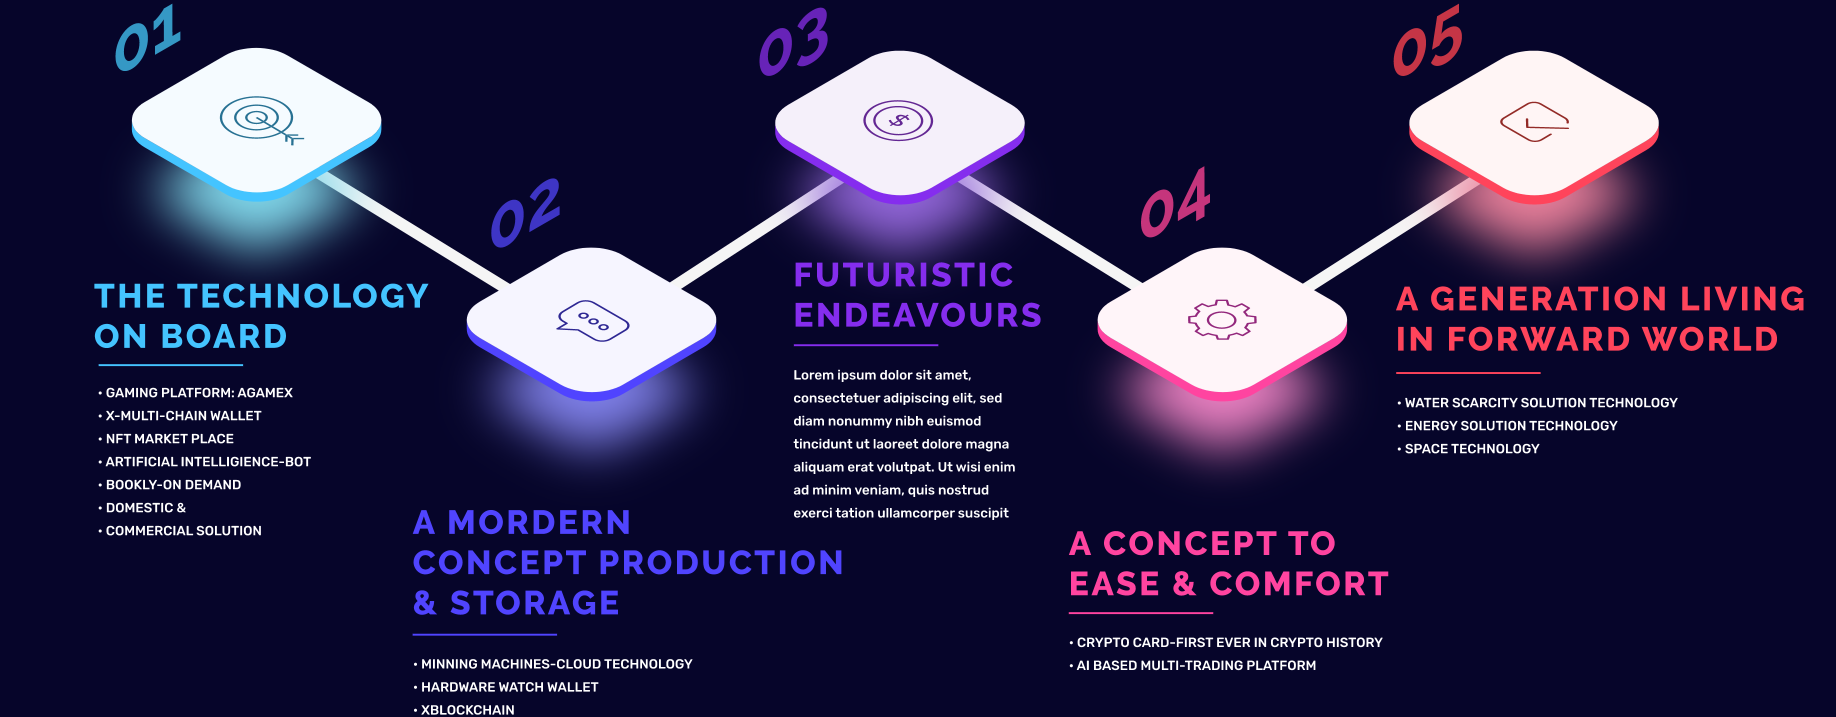 01
THE TECHNOLOGY
ON BOARD
• GAMING PLATFORM: AGAMEX
• X-MULTI-CHAIN WALLET
• NFT MARKET PLACE
• ARTIFICIAL INTELLIGIENCE-BOT
• BOOKLY-ON DEMAND
• DOMESTIC &
• COMMERCIAL SOLUTION
02
A MORDERN
CONCEPT PRODUCTION
& STORAGE
• MINNING MACHINES-CLOUD TECHNOLOGY
• HARDWARE WATCH WALLET
• XBLOCKCHAIN
03
$
FUTURISTIC
ENDEAVOURS
Lorem ipsum dolor sit amet,
consectetuer adipiscing elit, sed
diam nonummy nibh euismod
tincidunt ut laoreet dolore magna
aliquam erat volutpat. Ut wisi enim
ad minim veniam, quis nostrud
exerci tation ullamcorper suscipit
04
A CONCEPT TO
EASE & COMFORT
• CRYPTO CARD-FIRST EVER IN CRYPTO HISTORY
• AI BASED MULTI-TRADING PLATFORM
05
A GENERATION LIVING
IN FORWARD WORLD
• WATER SCARCITY SOLUTION TECHNOLOGY
• ENERGY SOLUTION TECHNOLOGY
• SPACE TECHNOLOGY